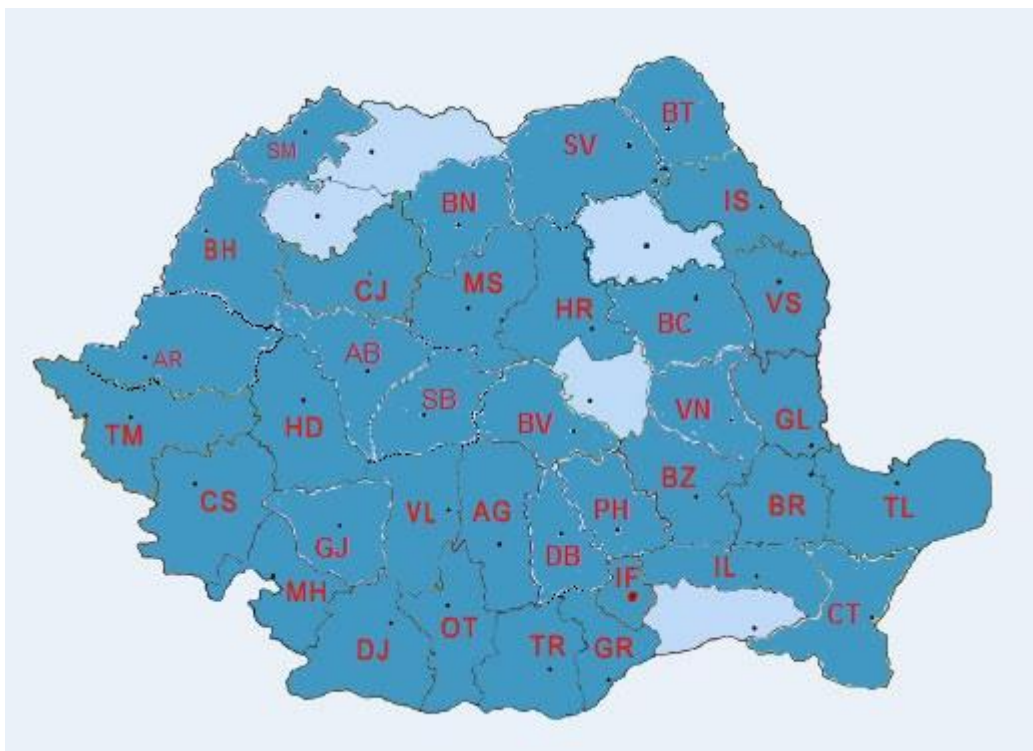 BT
SV
SM
BN
IS
BH
MS
CJ
VS
HR
BC
AB
AR
SB
VN
BV
GL
HD
TM
BZ
CS
BR
TL
VL
AG
PH
GJ
DB
IF
IL
MH
CT
OT
DJ
TR
GR